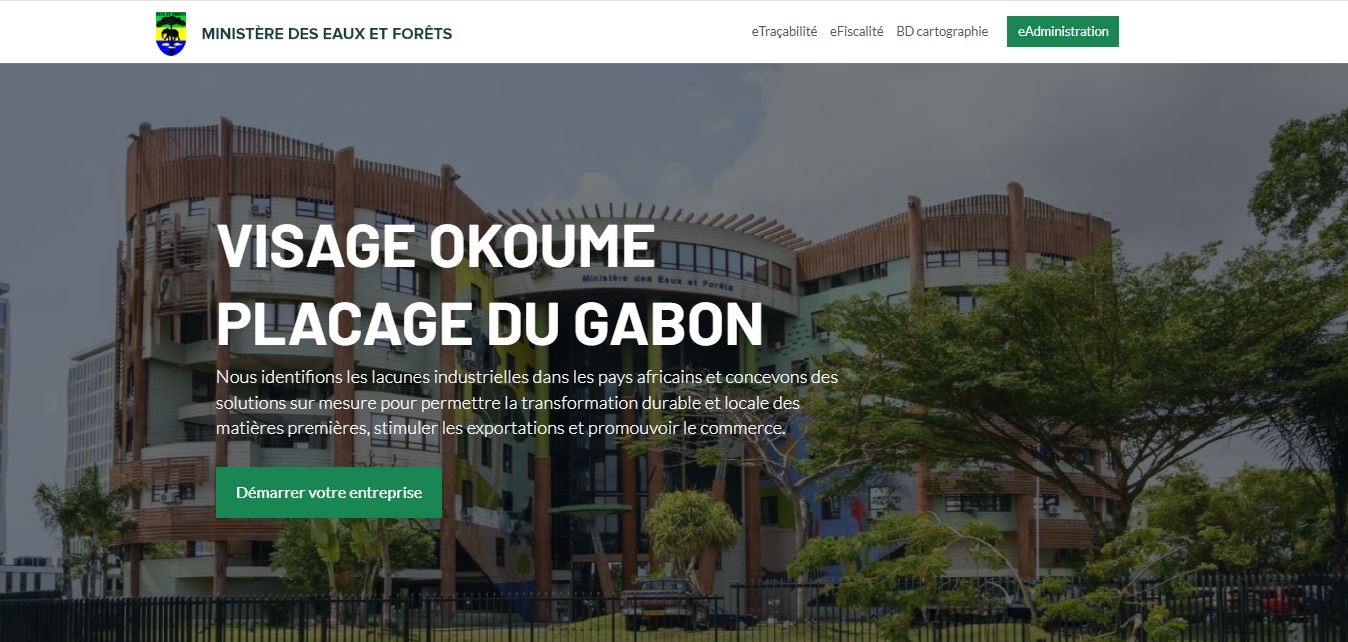 MINISTÈRE DES EAUX ET FORÊTS
eTraçabilité eFiscalité BD cartographie eAdministration
VISAGE OKOUME
Ministère des Eaux et Forêts
PLACAGE DU GABON
Nous identifions les lacunes industrielles dans les pays africains et concevons des
solutions sur mesure pour permettre la transformation durable et locale des
matières premières, stimuler les exportations et promouvoir le commerce.
Démarrer votre entreprise